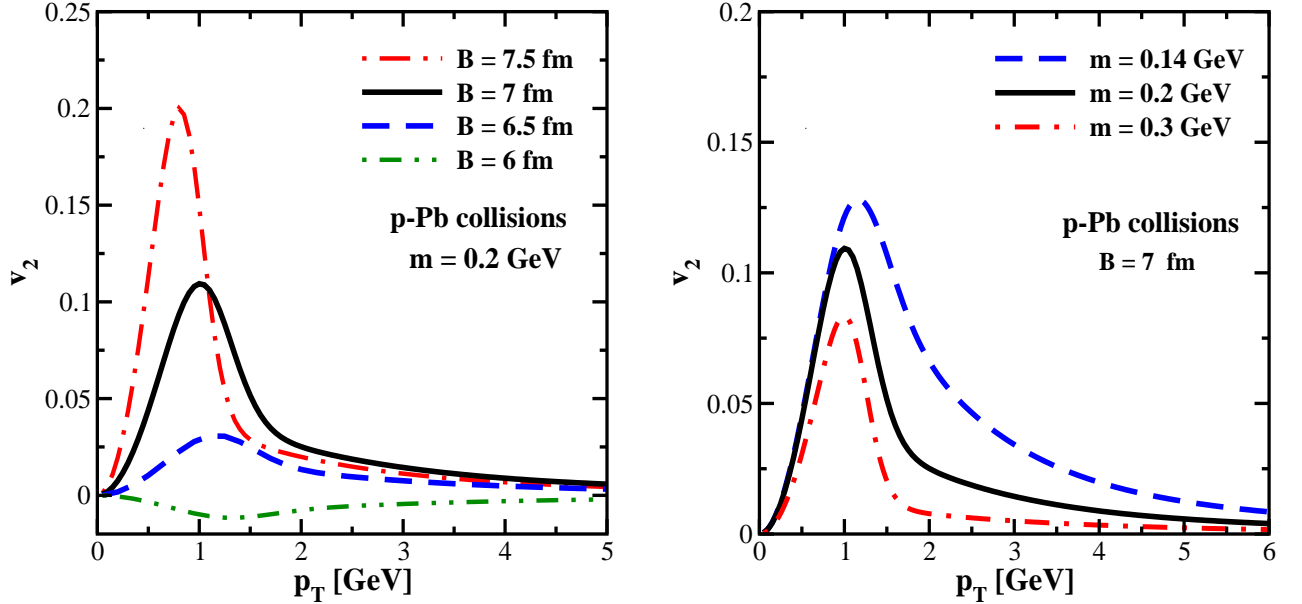 0.25
0.2
0.15
0.1
0.05
0
v2
B = 7.5 fm
B = 7 fm
B = 6.5 fm
B = 6 fm
p-Pb collisions
m = 0.2 GeV
0 1 2 3 4 5
pT [GeV]
0.2
0.15
0.1
0.05
0
v2
m = 0.14 GeV
m = 0.2 GeV
m = 0.3 GeV
p-Pb collisions
B = 7 fm
0 1 2 3 4 5 6
pT [GeV]